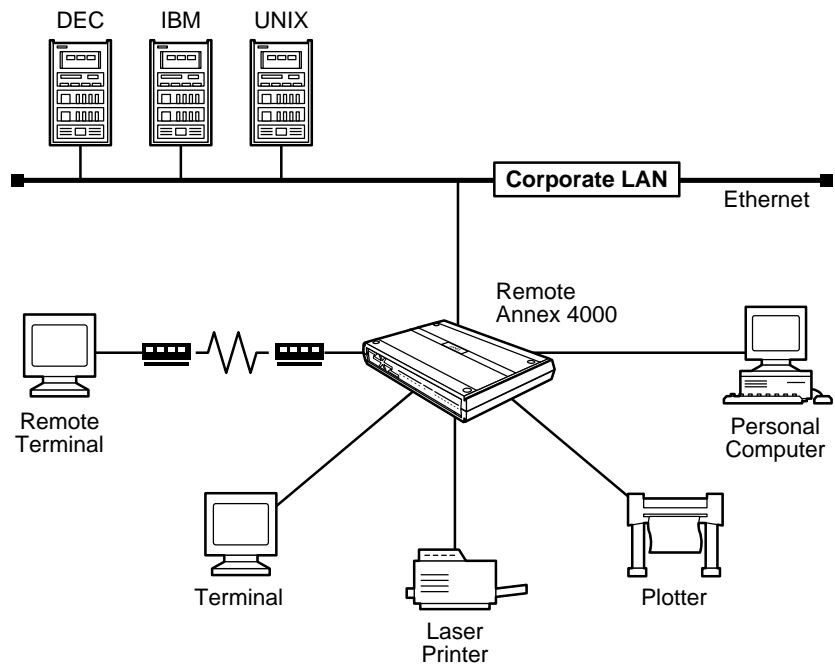 DEC
IBM
UNIX
Corporate LAN
Ethernet
Remote
Annex 4000
Remote
Terminal
Personal
Computer
Terminal
Plotter
Laser
Printer